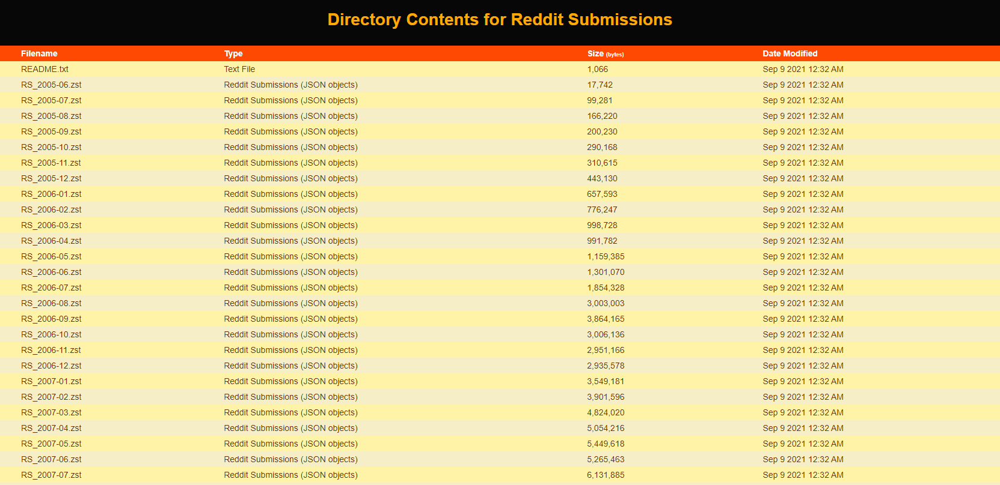 Directory Contents for Reddit Submissions
Filename Type Size (bytes) Date Modified
README.txt Text File 1,066 Sep 9 2021 12:32 AM
RS_2005-06.zst Reddit Submissions (JSON objects) 17,742 Sep 9 2021 12:32 AM
RS_2005-07.zst Reddit Submissions (JSON objects) 99,281 Sep 9 2021 12:32 AM
RS_2005-08.zst Reddit Submissions (JSON objects) 166,220 Sep 9 2021 12:32 AM
RS_2005-09.zst Reddit Submissions (JSON objects) 200,230 Sep 9 2021 12:32 AM
RS_2005-10.zst Reddit Submissions (JSON objects) 290,168 Sep 9 2021 12:32 AM
RS_2005-11.zst Reddit Submissions (JSON objects) 310,615 Sep 9 2021 12:32 AM
RS_2005-12.zst Reddit Submissions (JSON objects) 443,130 Sep 9 2021 12:32 AM
RS_2006-01.zst Reddit Submissions (JSON objects) 657,593 Sep 9 2021 12:32 AM
RS_2006-02.zst Reddit Submissions (JSON objects) 776,247 Sep 9 2021 12:32 AM
RS_2006-03.zst Reddit Submissions (JSON objects) 998,728 Sep 9 2021 12:32 AM
RS_2006-04.zst Reddit Submissions (JSON objects) 991,782 Sep 9 2021 12:32 AM
RS_2006-05.zst Reddit Submissions (JSON objects) 1,159,385 Sep 9 2021 12:32 AM
RS_2006-06.zst Reddit Submissions (JSON objects) 1,301,070 Sep 9 2021 12:32 AM
RS_2006-07.zst Reddit Submissions (JSON objects) 1,854,328 Sep 9 2021 12:32 AM
RS_2006-08.zst Reddit Submissions (JSON objects) 3,003,003 Sep 9 2021 12:32 AM
RS_2006-09.zst Reddit Submissions (JSON objects) 3,864,165 Sep 9 2021 12:32 AM
RS_2006-10.zst Reddit Submissions (JSON objects) 3,006,136 Sep 9 2021 12:32 AM
RS_2006-11.zst Reddit Submissions (JSON objects) 2,951,166 Sep 9 2021 12:32 AM
RS_2006-12.zst Reddit Submissions (JSON objects) 2,935,578 Sep 9 2021 12:32 AM
RS_2007-01.zst Reddit Submissions (JSON objects) 3,549,181 Sep 9 2021 12:32 AM
RS_2007-02.zst Reddit Submissions (JSON objects) 3,901,596 Sep 9 2021 12:32 AM
RS_2007-03.zst Reddit Submissions (JSON objects) 4,824,020 Sep 9 2021 12:32 AM
RS_2007-04.zst Reddit Submissions (JSON objects) 5,054,216 Sep 9 2021 12:32 AM
RS_2007-05.zst Reddit Submissions (JSON objects) 5,449,618 Sep 9 2021 12:32 AM
RS_2007-06.zst Reddit Submissions (JSON objects) 5,265,463 Sep 9 2021 12:32 AM
RS_2007-07.zst Reddit Submissions (JSON objects) 6,131,885 Sep 9 2021 12:32 AM